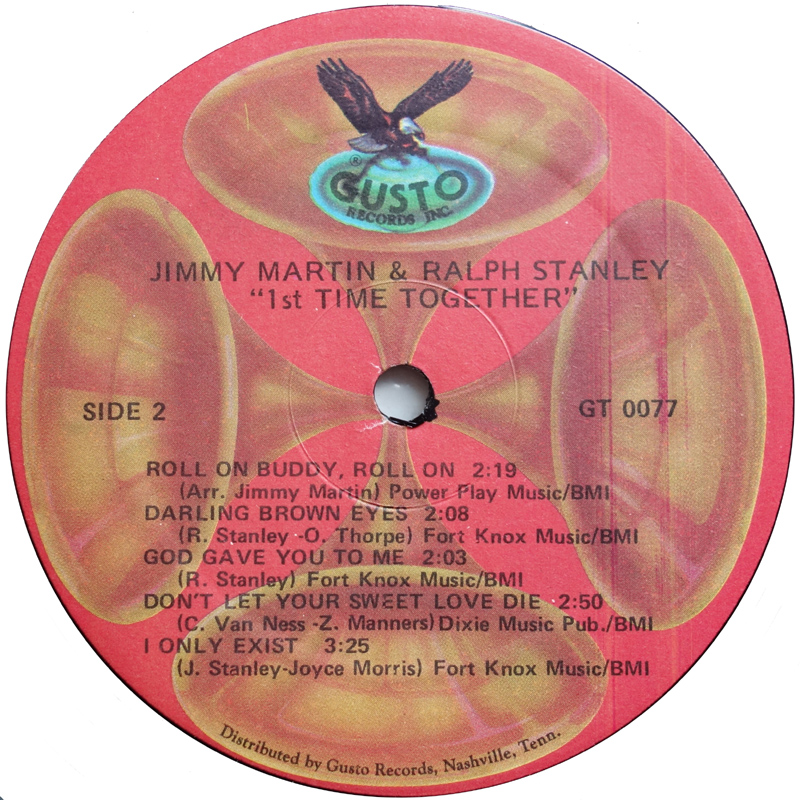 ®
GUSTO
RECORDS INC.
JIMMY MARTIN & RALPH STANLEY
“1st TIME TOGETHER”
SIDE 2
GT 0077
ROLL ON BUDDY, ROLL ON 2:19
(Arr. Jimmy Martin) Power Play Music/BMI
DARLING BROWN EYES 2:08
(R. Stanley -O. Thorpe) Fort Knox Music/BMI
GOD GAVE YOU TO ME 2:03
(R. Stanley) Fort Knox Music/BMI
DON'T LET YOUR SWEET LOVE DIE 2:50
(C. Van Ness -Z. Manners) Dixie Music Pub./BMI
I ONLY EXIST 3:25
(J. Stanley-Joyce Morris) Fort Knox Music/BMI
Distributed by Gusto Records, Nashville, Tenn.